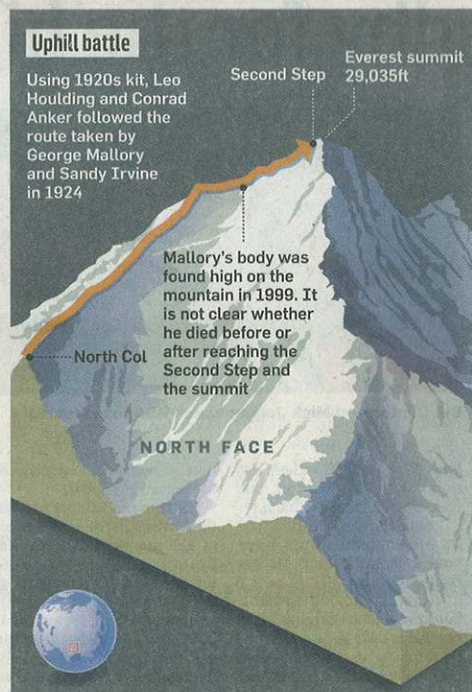 Uphill battle
Using 1920s kit, Leo
Houlding and Conrad
Anker followed the
route taken by
George Mallory
and Sandy Irvine
in 1924
Second Step
Everest summit
29,035ft
Mallory's body was
found high on the
mountain in 1999. It
is not clear whether
he died before or
after reaching the
Second Step and
the summit
North Col
NORTH FACE